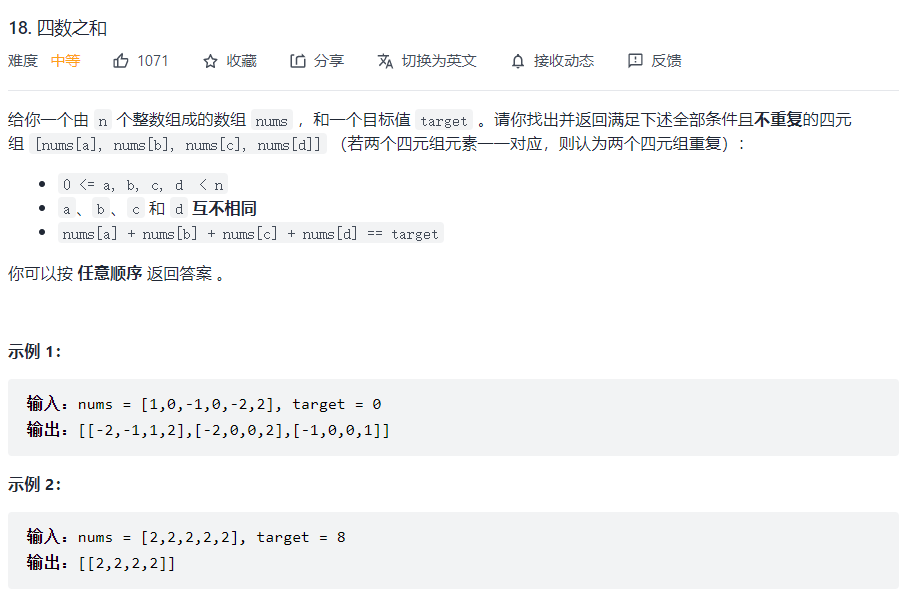 18. 四数之和
难度 中等 1071 收藏 分享 切换为英文 接收动态 反馈
给你一个由 n 个整数组成的数组 nums ，和一个目标值 target 。请你找出并返回满足下述全部条件且不重复的四元
组 [nums[a], nums[b], nums[c], nums[d]] （若两个四元组元素一一对应，则认为两个四元组重复）：
• 0 <= a, b, c, d < n
• a 、 b 、 c 和 d 互不相同
• nums[a] + nums[b] + nums[c] + nums[d] == target
你可以按 任意顺序 返回答案 。
示例 1：
输入：nums = [1,0,-1,0,-2,2], target = 0
输出：[[-2,-1,1,2],[-2,0,0,2],[-1,0,0,1]]
示例 2：
输入：nums = [2,2,2,2,2], target = 8
输出：[[2,2,2,2]]